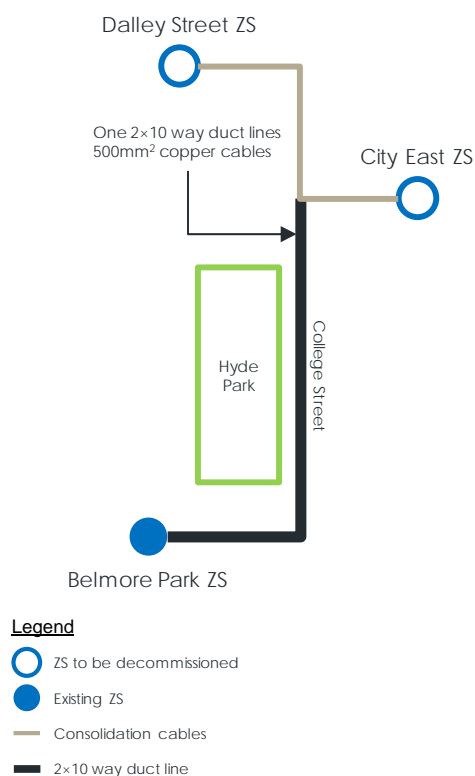 Dalley Street ZS
One 2×10 way duct lines
500mm² copper cables
City East ZS
College Street
Hyde
Park
Belmore Park ZS
Legend
ZS to be decommissioned
Existing ZS
Consolidation cables
2×10 way duct line